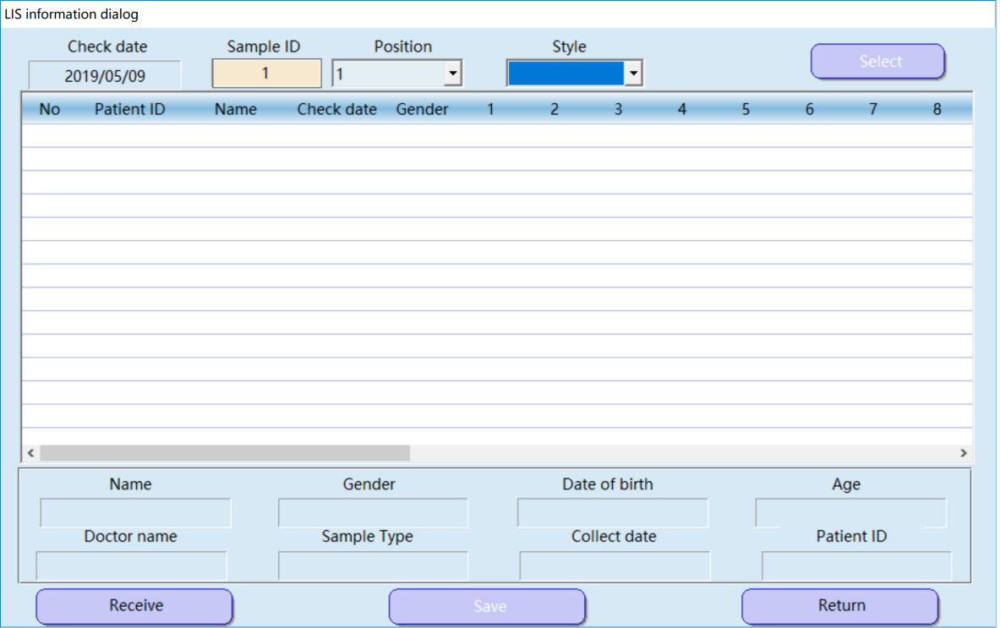 LIS information dialog
Check date Sample ID Position Style
2019/05/09 1 1 Select
No Patient ID Name Check date Gender 1 2 3 4 5 6 7 8
Name Gender Date of birth Age
Doctor name Sample Type Collect date Patient ID
Receive Save Return